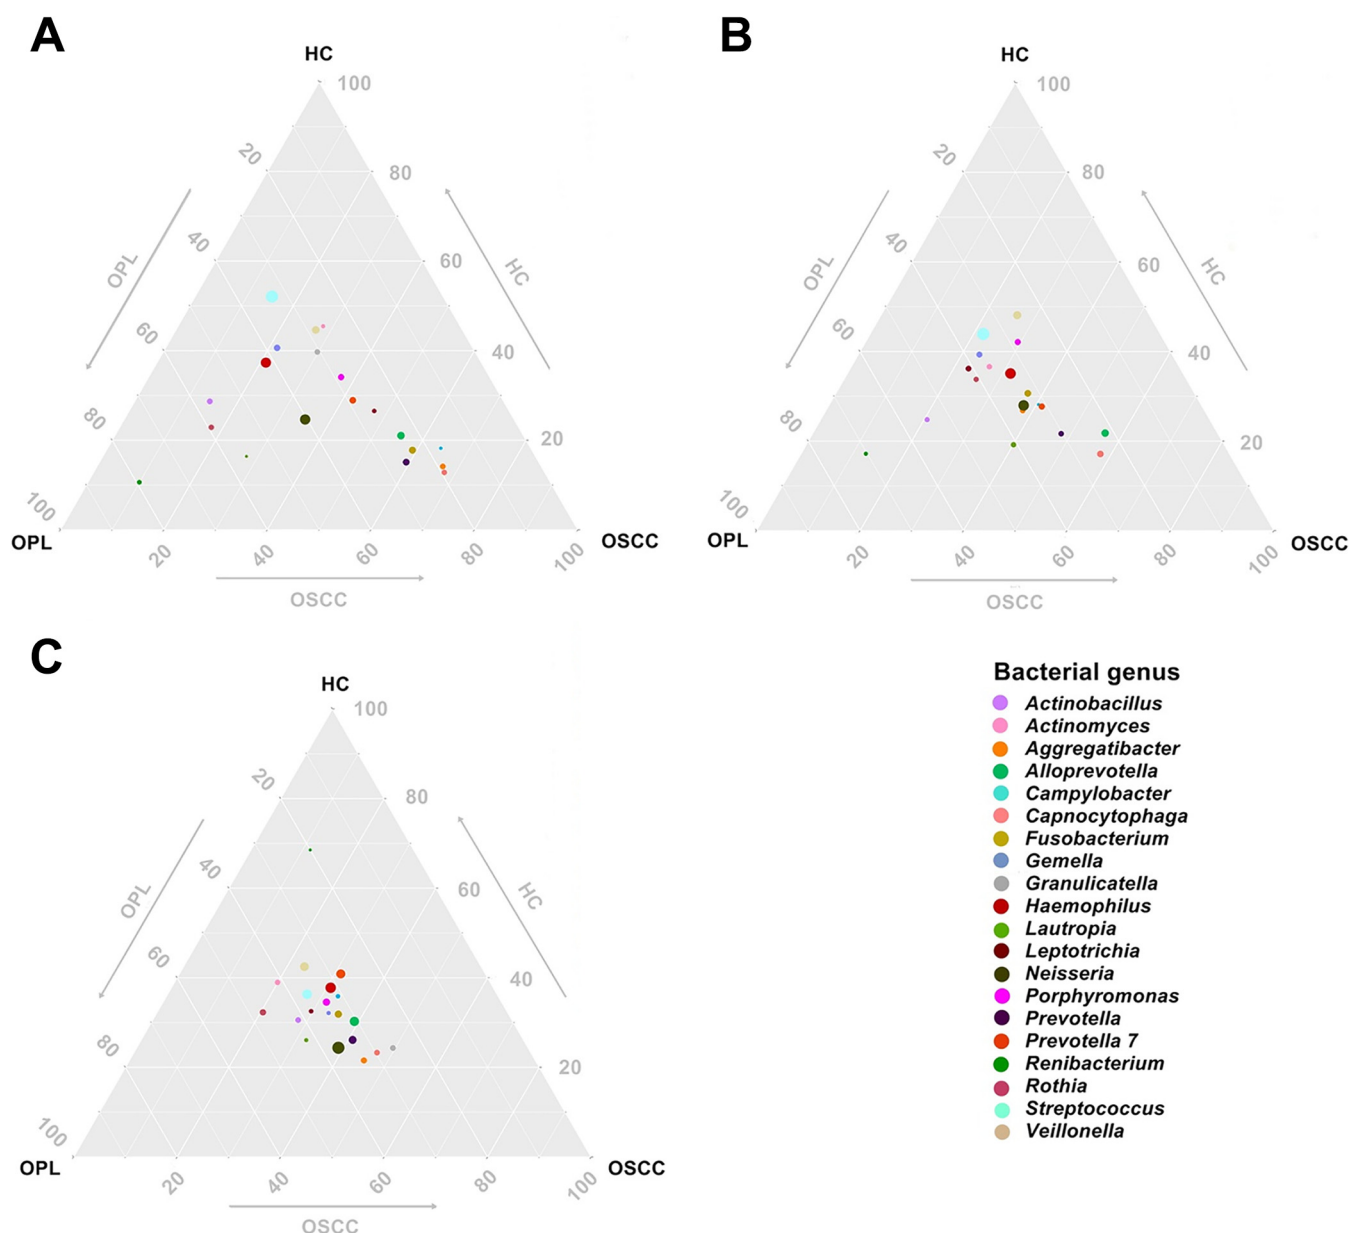 A
HC
100
20
80
40
OPL
HC
60
60
40
80
20
100
OPL
20
40
60
80
100
OSCC
OSCC
B
HC
100
20
80
40
OPL
HC
60
60
40
80
20
100
OPL
20
40
60
80
100
OSCC
OSCC
C
HC
100
20
80
40
OPL
HC
60
60
40
80
20
100
OPL
20
40
60
80
100
OSCC
OSCC
Bacterial genus
Actinobacillus
Actinomyces
Aggregatibacter
Alloprevotella
Campylobacter
Capnocytophaga
Fusobacterium
Gemella
Granulicatella
Haemophilus
Lautropia
Leptotrichia
Neisseria
Porphyromonas
Prevotella
Prevotella 7
Renibacterium
Rothia
Streptococcus
Veillonella